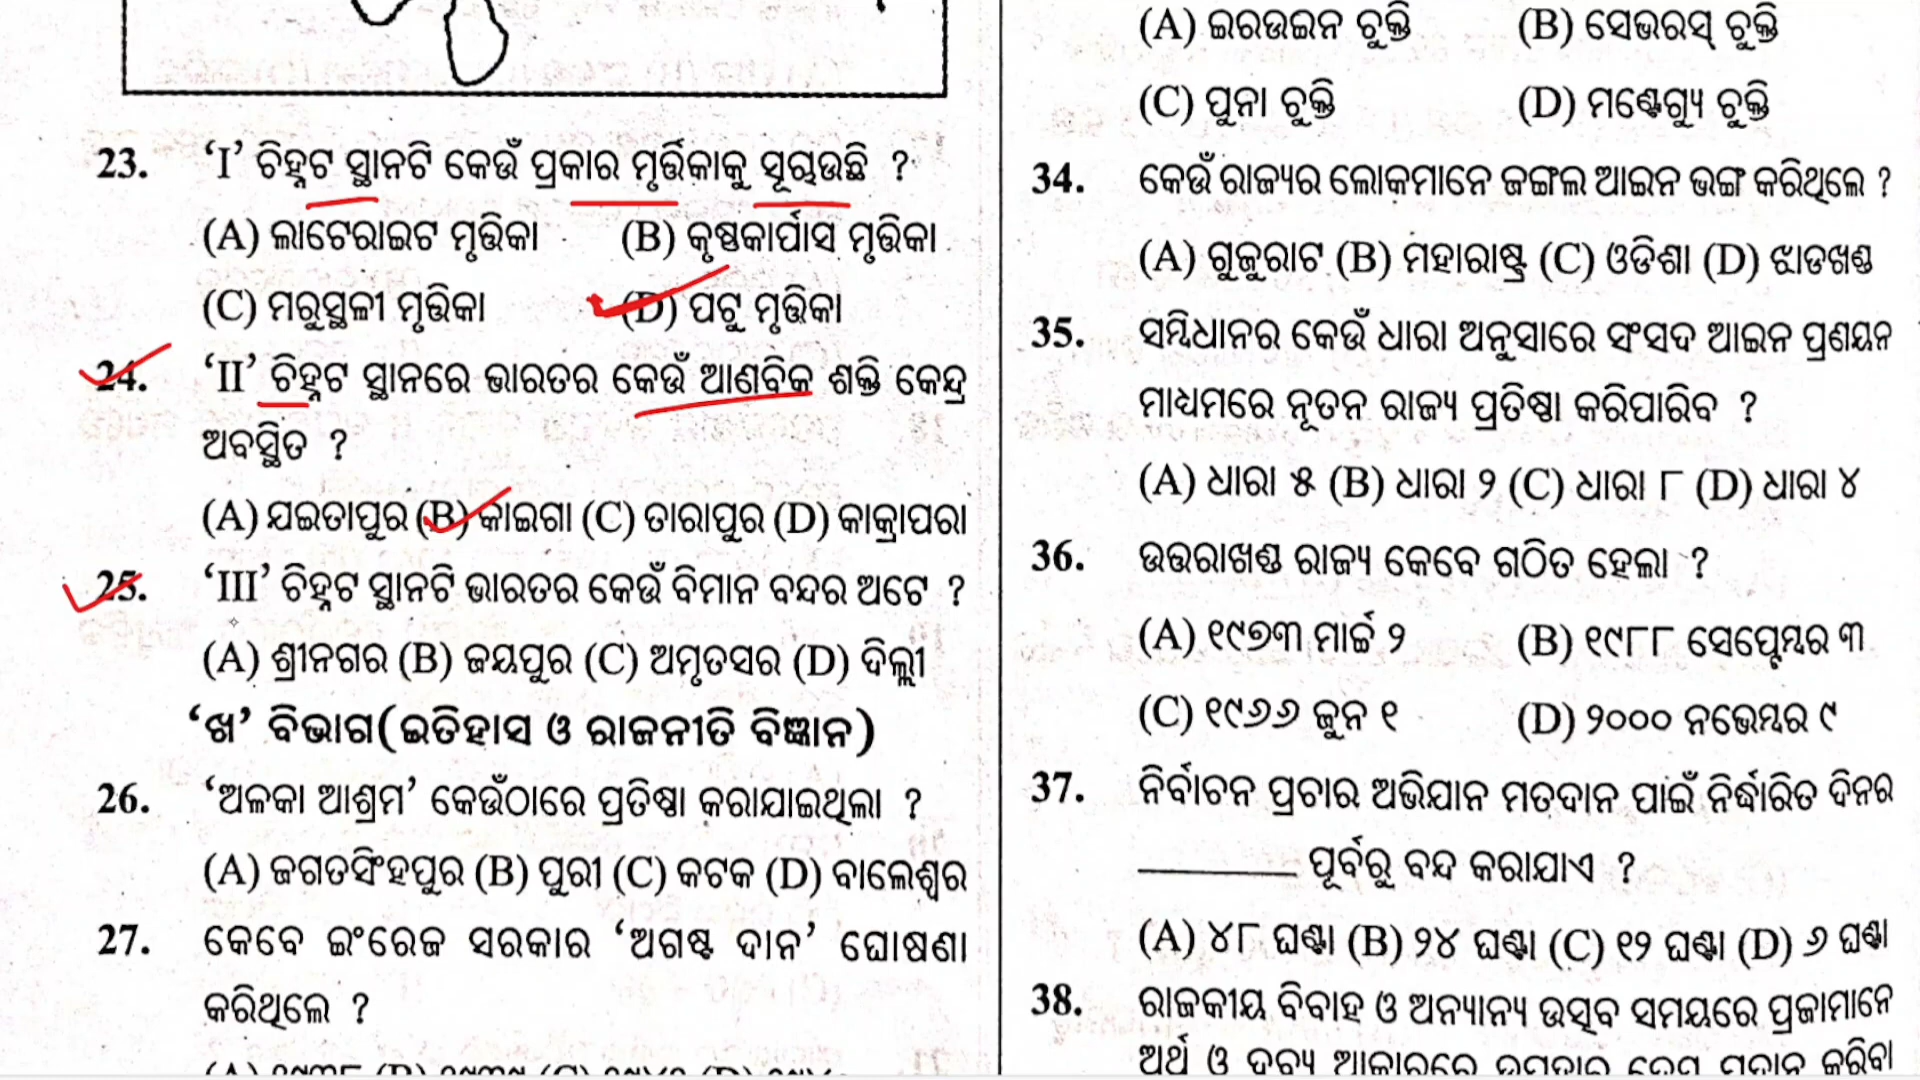 23. ‘I’ ଚିହ୍ନଟ ସ୍ଥାନଟି କେଉଁ ପ୍ରକାର ମୃର୍ତ୍ତିକାକୁ ସୂଚାଉଛି ?
(A) ଲାଟେରାଇଟ ମୃତ୍ତିକା (B) କୃଷ୍ଣକାର୍ପାସ ମୃତ୍ତିକା
(C) ମରୁସ୍ଥଳୀ ମୃତ୍ତିକା (D) ପଟୁ ମୃତ୍ତିକା
24. ‘II’ ଚିହ୍ନଟ ସ୍ଥାନରେ ଭାରତର କେଉଁ ଆଣବିକ ଶକ୍ତି କେନ୍ଦ୍ର
ଅବସ୍ଥିତ ?
(A) ଯଇତାପୁର (B) କାଇଗା (C) ତାରାପୁର (D) କାକ୍ରାପରା
25. ‘III’ ଚିହ୍ନଟ ସ୍ଥାନଟି ଭାରତର କେଉଁ ବିମାନ ବନ୍ଦର ଅଟେ ?
(A) ଶ୍ରୀନଗର (B) ଜୟପୁର (C) ଅମୃତସର (D) ଦିଲ୍ଲୀ
‘ଖ’ ବିଭାଗ(ଇତିହାସ ଓ ରାଜନୀତି ବିଜ୍ଞାନ)
26. ‘ଅଳକା ଆଶ୍ରମ’ କେଉଁଠାରେ ପ୍ରତିଷ୍ଠା କରାଯାଇଥିଲା ?
(A) ଜଗତସିଂହପୁର (B) ପୁରୀ (C) କଟକ (D) ବାଲେଶ୍ଵର
27. କେବେ ଇଂରେଜ ସରକାର ‘ଅଗଷ୍ଟ ଦାନ’ ଘୋଷଣା
କରିଥିଲେ ?
(A) ଇରଉଇନ ଚୁକ୍ତି (B) ସେଭରସ୍ ଚୁକ୍ତି
(C) ପୁନା ଚୁକ୍ତି (D) ମଣ୍ଟେଗ୍ୟୁ ଚୁକ୍ତି
34. କେଉଁ ରାଜ୍ୟର ଲୋକମାନେ ଜଙ୍ଗଲ ଆଇନ ଭଙ୍ଗ କରିଥିଲେ ?
(A) ଗୁଜୁରାଟ (B) ମହାରାଷ୍ଟ୍ର (C) ଓଡିଶା (D) ଝାଡଖଣ୍ଡ
35. ସମ୍ବିଧାନର କେଉଁ ଧାରା ଅନୁସାରେ ସଂସଦ ଆଇନ ପ୍ରଣୟନ
ମାଧ୍ୟମରେ ନୂତନ ରାଜ୍ୟ ପ୍ରତିଷ୍ଠା କରିପାରିବ ?
(A) ଧାରା ୫ (B) ଧାରା ୨ (C) ଧାରା ୮ (D) ଧାରା ୪
36. ଉତ୍ତରାଖଣ୍ଡ ରାଜ୍ୟ କେବେ ଗଠିତ ହେଲା ?
(A) ୧୯୭୩ ମାର୍ଚ୍ଚ ୨ (B) ୧୯୮୮ ସେପ୍ଟେମ୍ବର ୩
(C) ୧୯୬୬ ଜୁନ ୧ (D) ୨୦୦୦ ନଭେମ୍ବର ୯
37. ନିର୍ବାଚନ ପ୍ରଚାର ଅଭିଯାନ ମତଦାନ ପାଇଁ ନିର୍ଦ୍ଧାରିତ ଦିନର
________ ପୂର୍ବରୁ ବନ୍ଦ କରାଯାଏ ?
(A) ୪୮ ଘଣ୍ଟା (B) ୨୪ ଘଣ୍ଟା (C) ୧୨ ଘଣ୍ଟା (D) ୬ ଘଣ୍ଟା
38. ରାଜକୀୟ ବିବାହ ଓ ଅନ୍ୟାନ୍ୟ ଉତ୍ସବ ସମୟରେ ପ୍ରଜାମାନେ
ଅର୍ଥ ଓ ଦ୍ରବ୍ୟ ଆକାରରେ